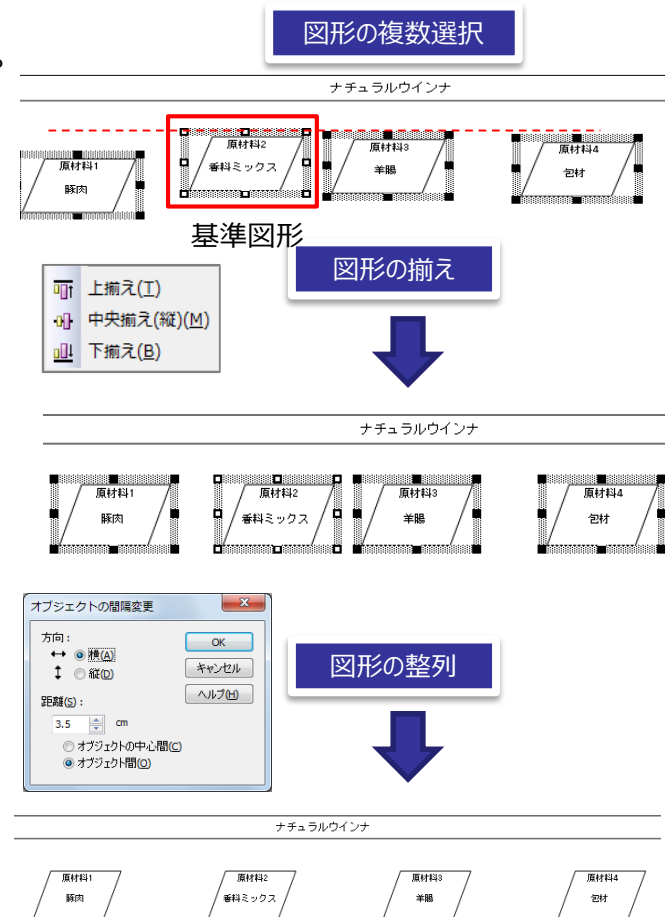 図形の複数選択
。
ナチュラルウインナ
原材料1
豚肉
原材料2
香料ミックス
原材料3
羊腸
原材料4
包材
基準図形
図形の揃え
上揃え(T)
中央揃え(縦)(M)
下揃え(B)
ナチュラルウインナ
原材料1
豚肉
原材料2
香料ミックス
原材料3
羊腸
原材料4
包材
オブジェクトの間隔変更
方向:
横(A)
縦(D)
距離(S):
3.5 cm
オブジェクトの中心間(C)
オブジェクト間(O)
OK
キャンセル
ヘルプ(H)
図形の整列
ナチュラルウインナ
原材料1
豚肉
原材料2
香料ミックス
原材料3
羊腸
原材料4
包材